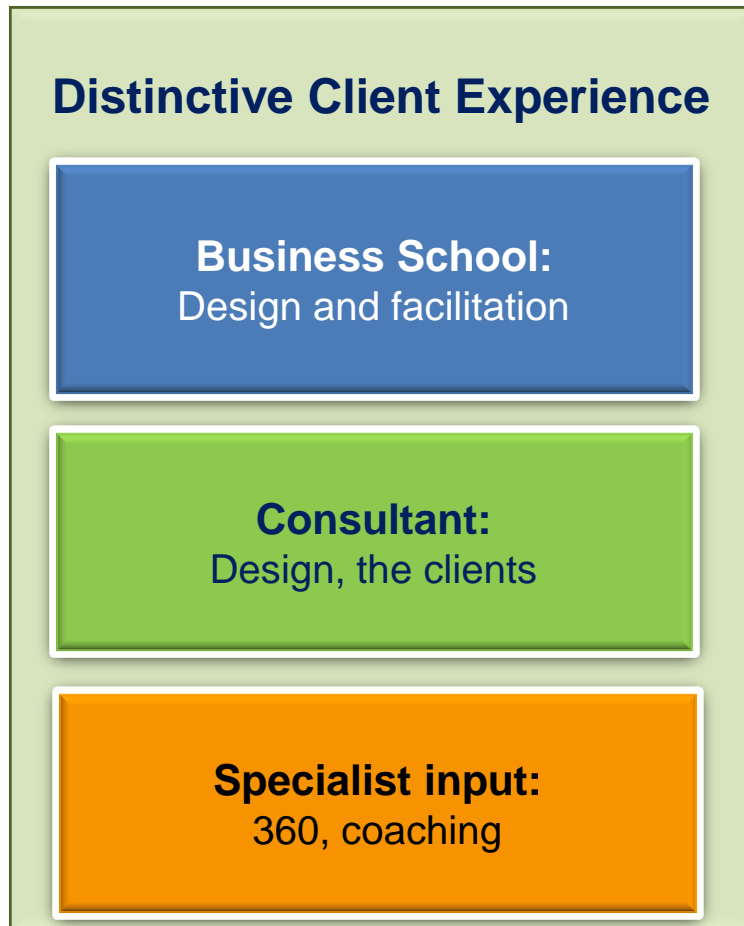 Distinctive Client Experience
Business School:
Design and facilitation
Consultant:
Design, the clients
Specialist input:
360, coaching